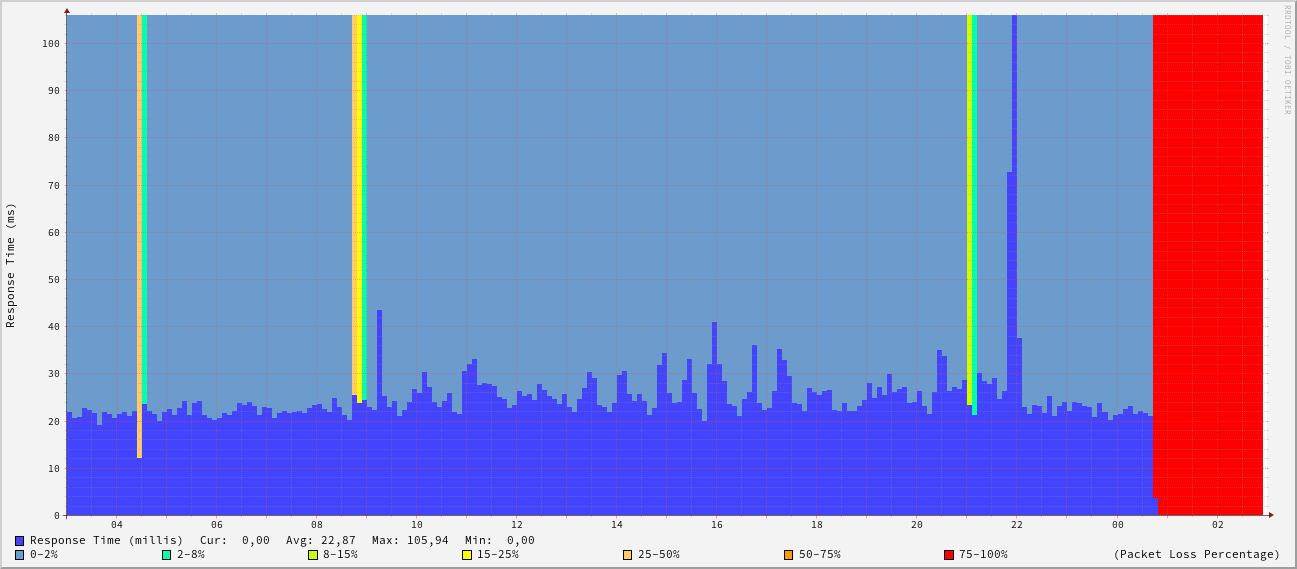 RRDTOOL / TOBI OETIKER
Response Time (ms)
100
90
80
70
60
50
40
30
20
10
0
04 06 08 10 12 14 16 18 20 22 00 02
Response Time (millis) Cur: 0,00 Avg: 22,87 Max: 105,94 Min: 0,00
0-2% 2-8% 8-15% 15-25% 25-50% 50-75% 75-100% (Packet Loss Percentage)